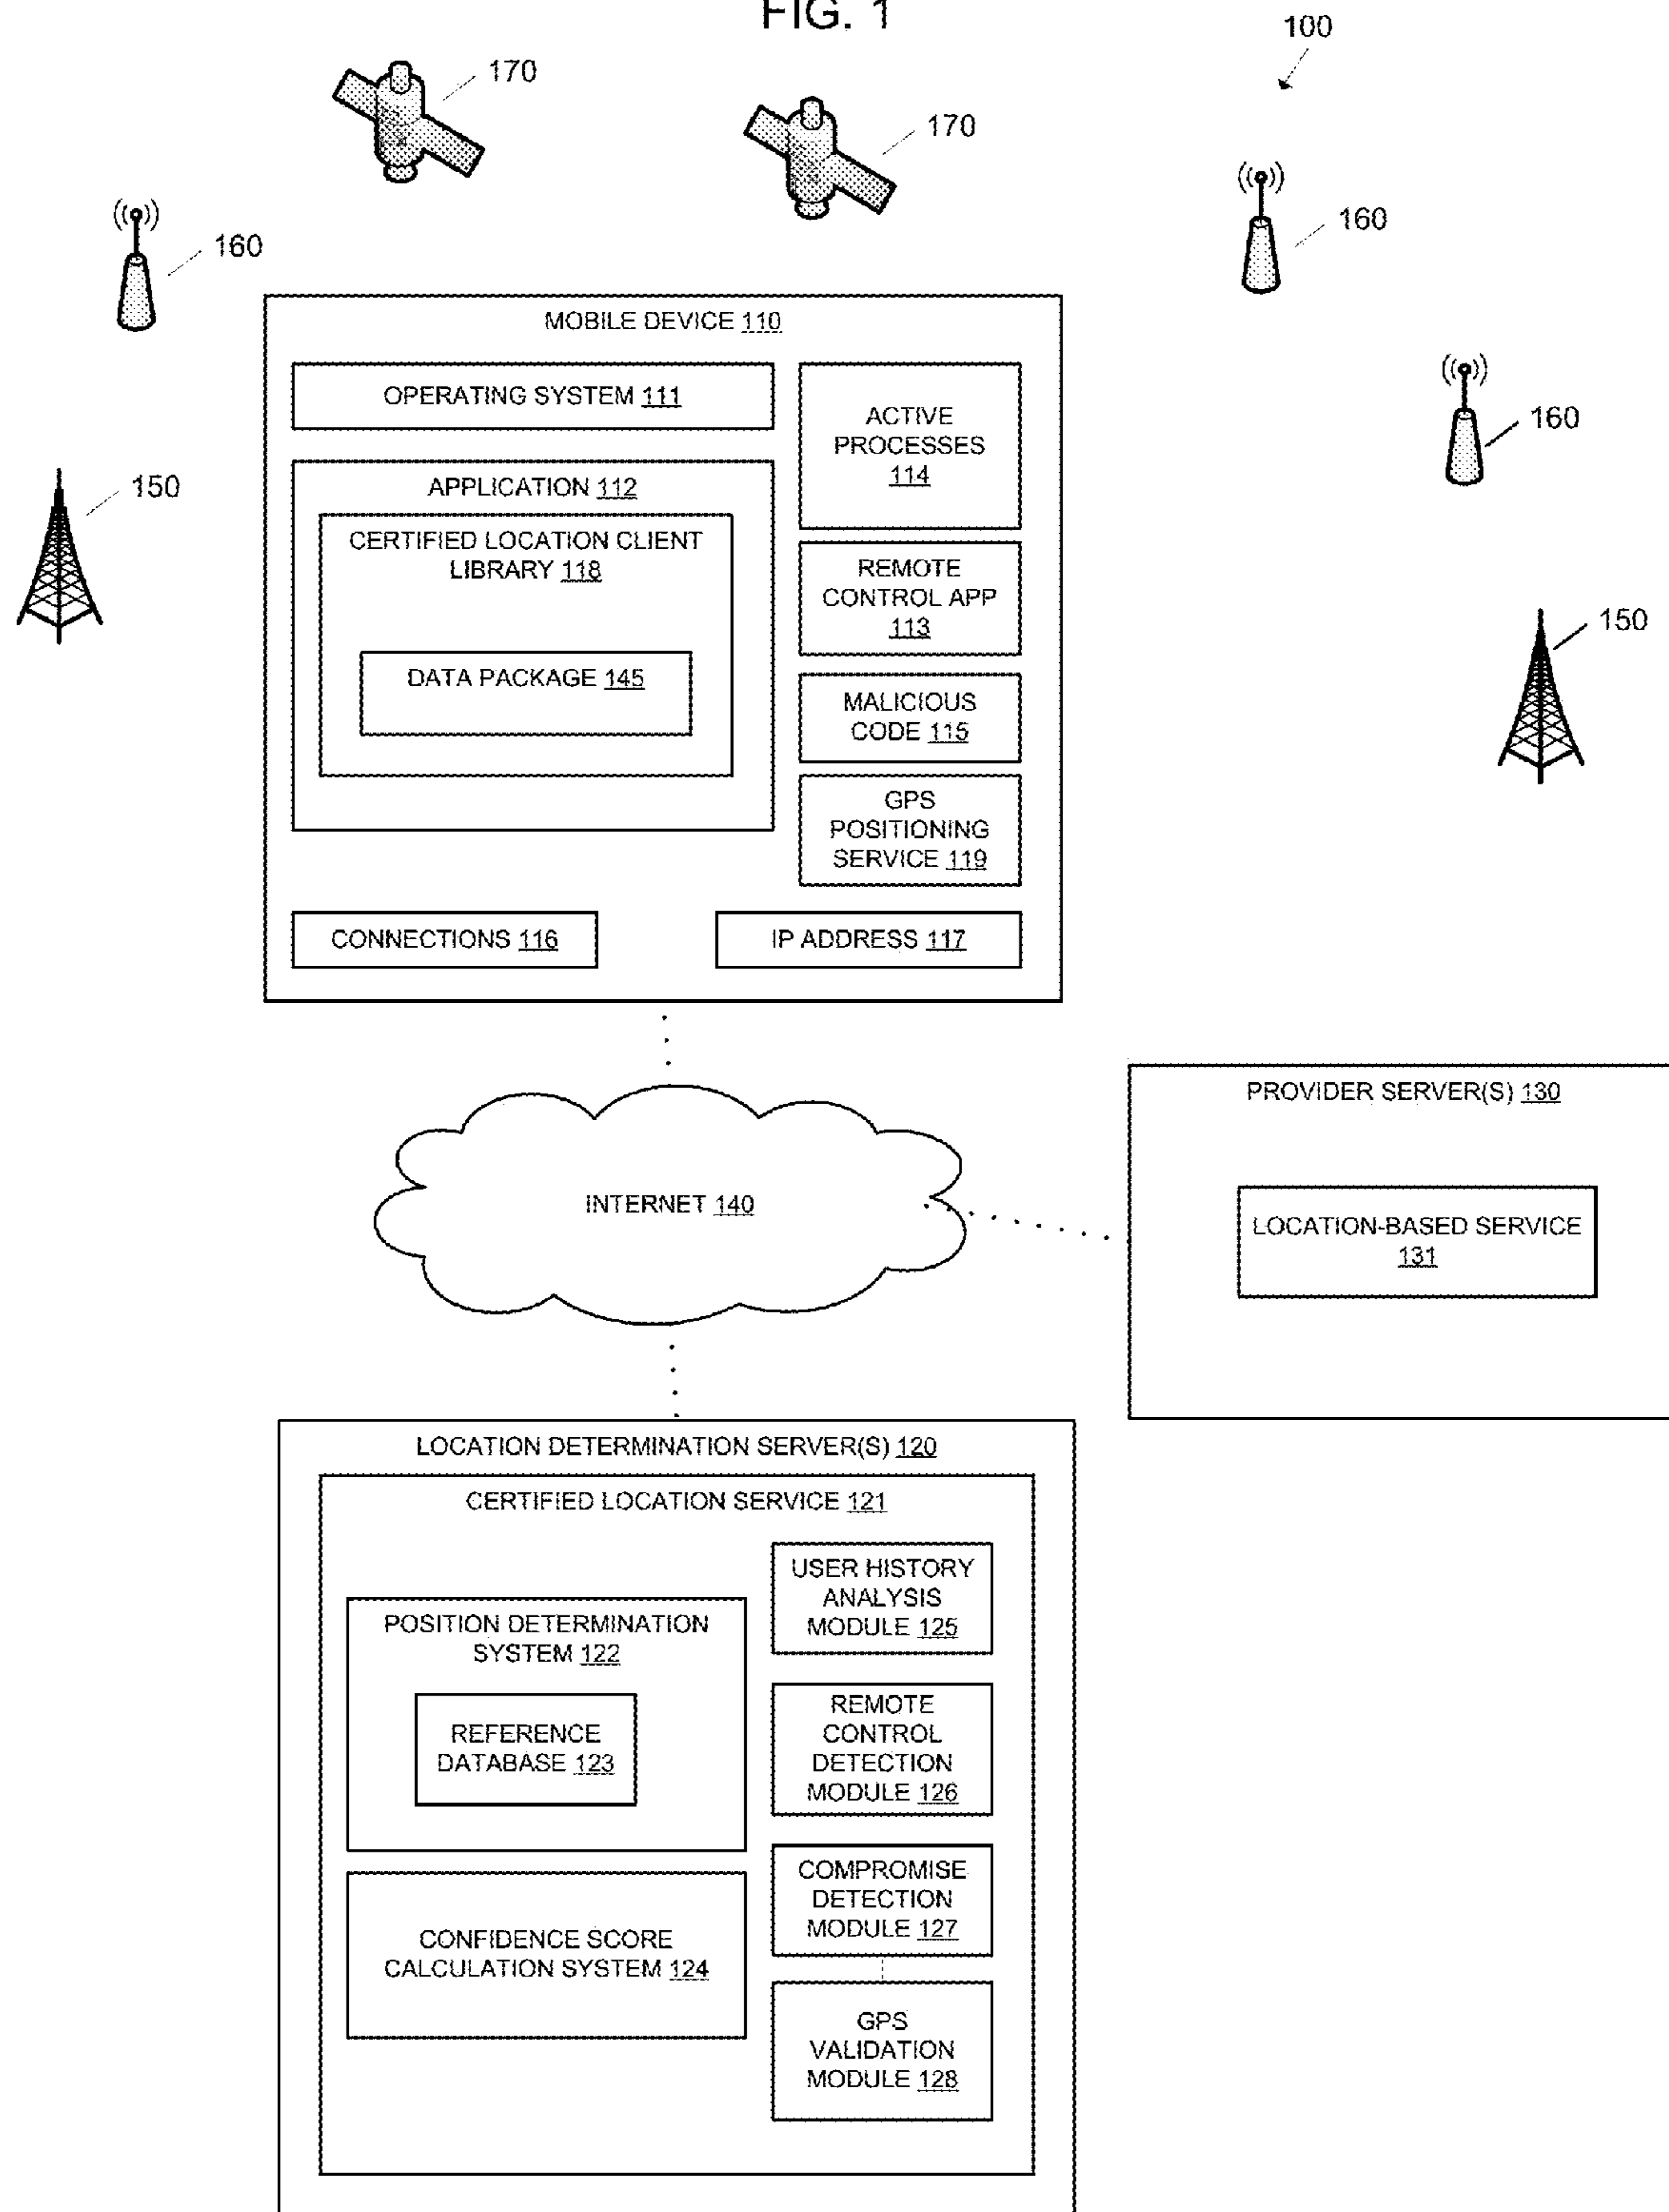 FIG. 1
100
170
170
160
160
160
150
150
MOBILE DEVICE 110
OPERATING SYSTEM 111
APPLICATION 112
CERTIFIED LOCATION CLIENT
LIBRARY 118
DATA PACKAGE 145
ACTIVE
PROCESSES
114
REMOTE
CONTROL APP
113
MALICIOUS
CODE 115
GPS
POSITIONING
SERVICE 119
CONNECTIONS 116
IP ADDRESS 117
INTERNET 140
PROVIDER SERVER(S) 130
LOCATION-BASED SERVICE
131
LOCATION DETERMINATION SERVER(S) 120
CERTIFIED LOCATION SERVICE 121
POSITION DETERMINATION
SYSTEM 122
REFERENCE
DATABASE 123
CONFIDENCE SCORE
CALCULATION SYSTEM 124
USER HISTORY
ANALYSIS
MODULE 125
REMOTE
CONTROL
DETECTION
MODULE 126
COMPROMISE
DETECTION
MODULE 127
GPS
VALIDATION
MODULE 128